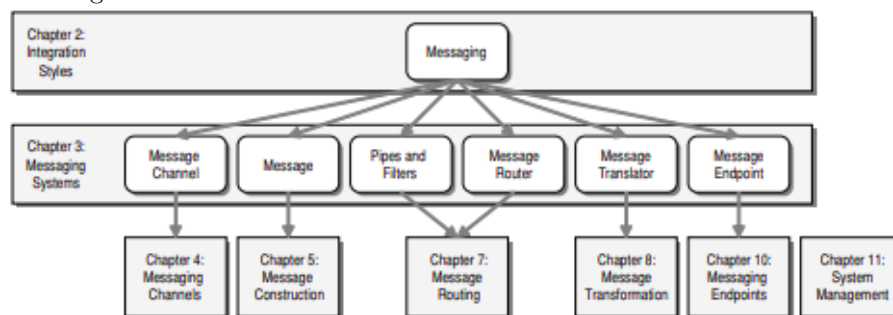 Chapter 2:
Integration
Styles
Messaging
Chapter 3:
Messaging
Systems
Message
Channel
Message
Pipes and
Filters
Message
Router
Message
Translator
Message
Endpoint
Chapter 4:
Messaging
Channels
Chapter 5:
Message
Construction
Chapter 7:
Message
Routing
Chapter 8:
Message
Transformation
Chapter 10:
Messaging
Endpoints
Chapter 11:
System
Management